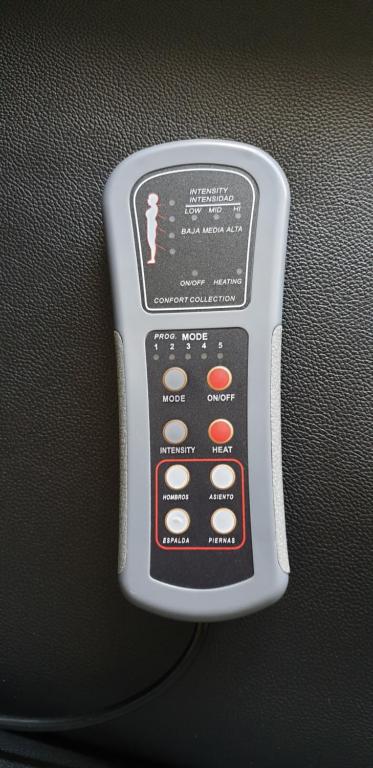 INTENSITY
INTENSIDAD
LOW MID HI
BAJA MEDIA ALTA
ON/OFF HEATING
CONFORT COLLECTION
PROG. MODE
1 2 3 4 5
MODE ON/OFF
INTENSITY HEAT
HOMBROS ASIENTO
ESPALDA PIERNAS